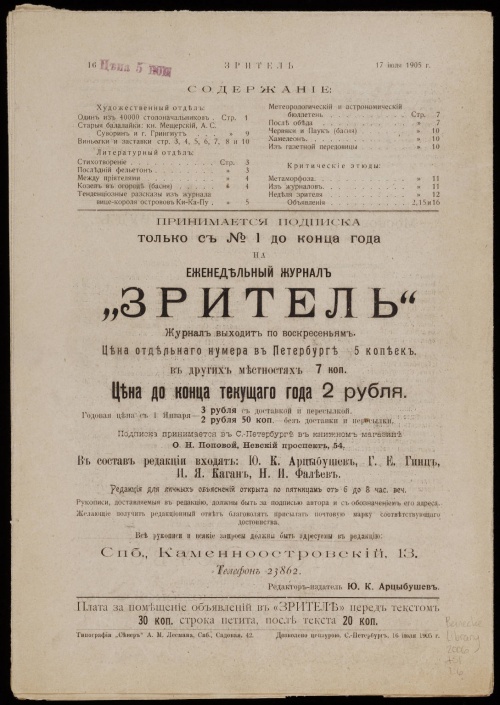 16 Цѣна 5 коп ЗРИТЕЛЬ 17 іюля 1905 г.
СОДЕРЖАНІЕ:
Художественный отдѣлъ:
Одинъ изъ 40000 столоначальниковъ . Стр. 1
Старыя балалайки: кн. Мещерскій, А. С.
Суворинъ и г. Грингмутъ . . » 9
Виньетки и заставки стр. 3, 4, 5, 6, 7, 8 и 10
Литературный отдѣлъ:
Стихотвореніе . . . Стр. 3
Послѣдній фельетонъ . . . » 3
Между пріятелями . . . » 4
Козелъ въ огородѣ (басня) . . » 4
Тенденціозные разсказы изъ журнала
вице-короля острововъ Ки-Ка-Пу . » 5
Метеорологическій и астрономическій
бюллетень . . . Стр. 7
Послѣ обѣда . . . » 7
Червяки и Паукъ (басня) . . » 10
Хамелеонъ . . . » 10
Изъ газетной передовицы . . » 10
Критическіе этюды:
Метаморфоза . . . » 11
Изъ журналовъ . . . » 11
Недѣля зрителя . . . » 12
Объявленія . . . 2,15 и 16
ПРИНИМАЕТСЯ ПОДПИСКА
только съ № 1 до конца года
НА
ЕЖЕНЕДѢЛЬНЫЙ ЖУРНАЛЪ
„ЗРИТЕЛЬ“
Журналъ выходитъ по воскресеньямъ.
Цѣна отдѣльнаго нумера въ Петербургѣ 5 копѣекъ.
въ другихъ мѣстностяхъ 7 коп.
Цѣна до конца текущаго года 2 рубля.
Годовая цѣна съ 1 Января— 3 рубля съ доставкой и пересылкой.
2 рубля 50 коп.—безъ доставки и пересылки.
Подписка принимается въ С.-Петербургѣ въ книжномъ магазинѣ
О. Н. Поповой, Невскій проспектъ, 54.
Въ составъ редакціи входятъ: Ю. К. Арцыбушевъ, Г. Е. Гинцъ,
И. Я. Каганъ, Н. И. Фалѣевъ.
Редакція для личныхъ объясненій открыта по пятницамъ отъ 6 до 8 час. веч.
Рукописи, доставляемые въ редакцію, должны быть за подписью автора и съ обозначеніемъ его адреса.
Желающіе получить редакціонный отвѣтъ благоволятъ присылать почтовую марку соотвѣтствующаго
достоинства.
Всѣ рукописи и всякіе запросы должны быть адресуемы въ редакцію:
Спб., Каменноостровскій, 13.
Телефонъ 23862.
Редакторъ-издатель Ю. К. Арцыбушевъ.
Плата за помѣщеніе объявленій въ «ЗРИТЕЛѢ» передъ текстомъ
30 коп. строка петита, послѣ текста 20 коп.
Типографія "Сѣверъ" А. М. Лесмана, Спб., Садовая, 42. Дозволено цензурою. С.-Петербургъ, 16 іюля 1905 г.
Library
2006